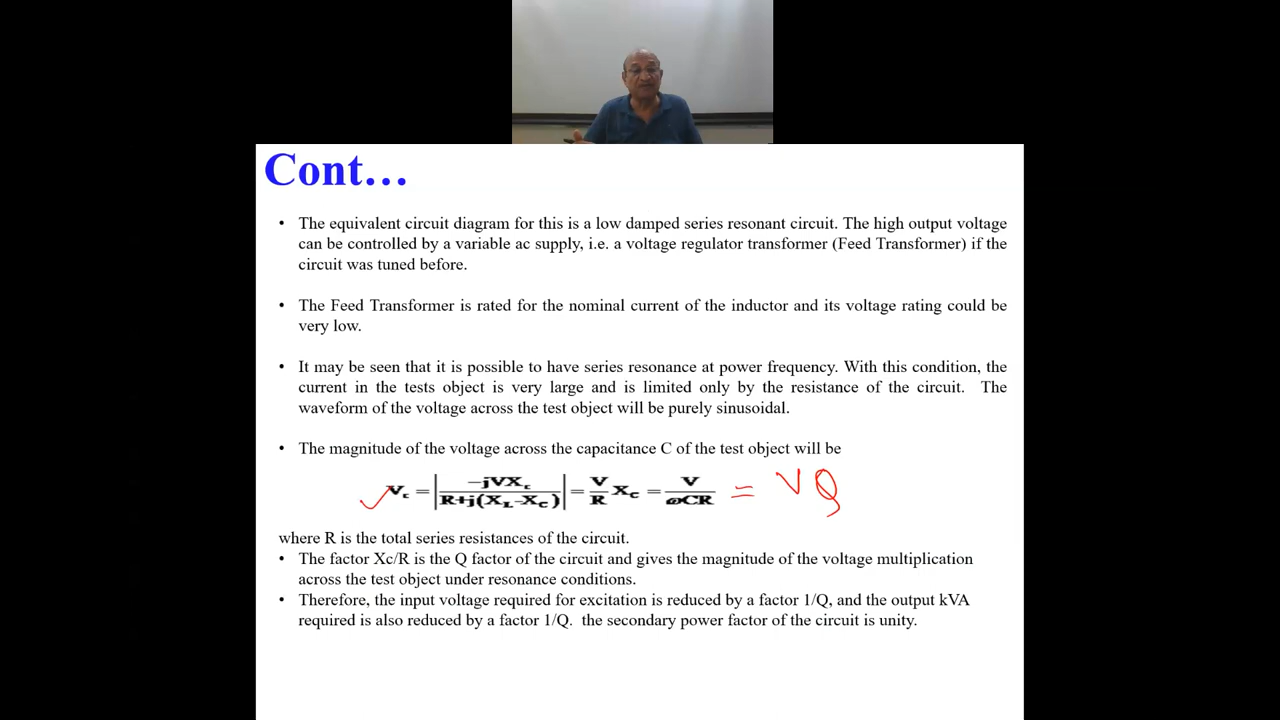 Cont…
• The equivalent circuit diagram for this is a low damped series resonant circuit. The high output voltage
can be controlled by a variable ac supply, i.e. a voltage regulator transformer (Feed Transformer) if the
circuit was tuned before.
• The Feed Transformer is rated for the nominal current of the inductor and its voltage rating could be
very low.
• It may be seen that it is possible to have series resonance at power frequency. With this condition, the
current in the tests object is very large and is limited only by the resistance of the circuit. The
waveform of the voltage across the test object will be purely sinusoidal.
• The magnitude of the voltage across the capacitance C of the test object will be
V_c = |(-jVX_c)/(R+j(X_L-X_C))| = (V/R) X_C = V/(ωCR) = VQ
where R is the total series resistances of the circuit.
• The factor Xc/R is the Q factor of the circuit and gives the magnitude of the voltage multiplication
across the test object under resonance conditions.
• Therefore, the input voltage required for excitation is reduced by a factor 1/Q, and the output kVA
required is also reduced by a factor 1/Q. the secondary power factor of the circuit is unity.